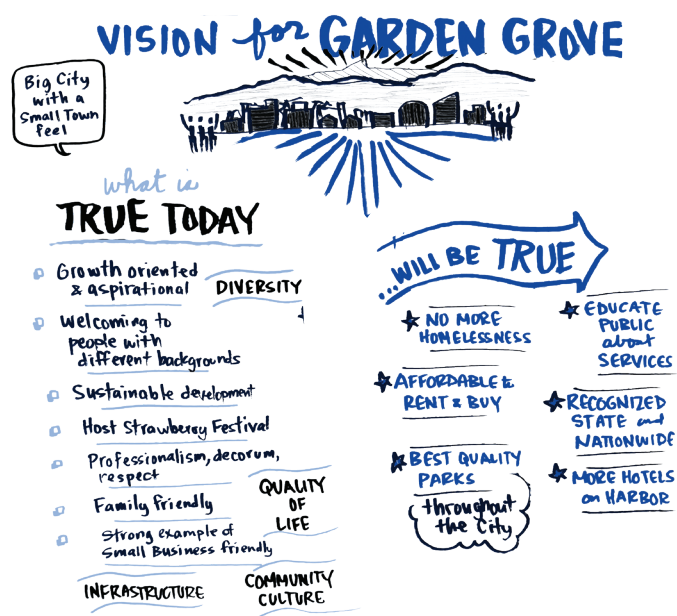 VISION for GARDEN GROVE
Big City
with a
Small Town
feel
what is
TRUE TODAY
Growth oriented
& aspirational
DIVERSITY
Welcoming to
people with
different backgrounds
Sustainable development
Host Strawberry Festival
Professionalism, decorum,
respect
Family friendly
QUALITY
OF
LIFE
Strong example of
Small Business friendly
INFRASTRUCTURE
COMMUNITY
CULTURE
...WILL BE TRUE
NO MORE
HOMELESSNESS
AFFORDABLE to
RENT & BUY
BEST QUALITY
PARKS
throughout
the City
EDUCATE
PUBLIC
about
SERVICES
RECOGNIZED
STATE and
NATIONWIDE
MORE HOTELS
on HARBOR